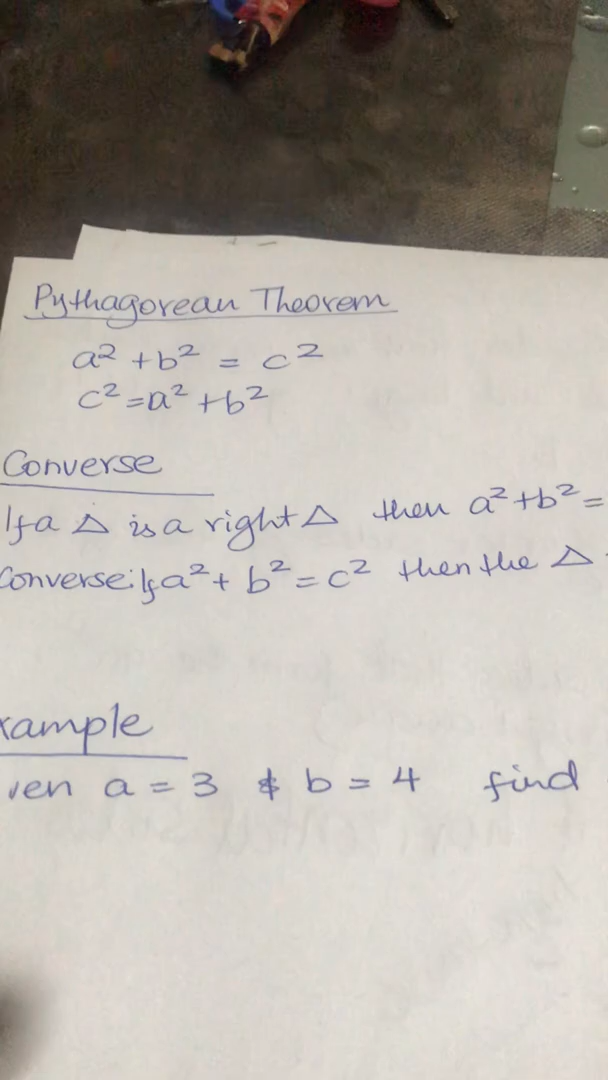 Pythagorean Theorem
a² + b² = c²
c² = a² + b²
Converse
If a △ is a right △ then a² + b² =
Converse: If a² + b² = c² then the △
xample
ven a = 3 & b = 4 find